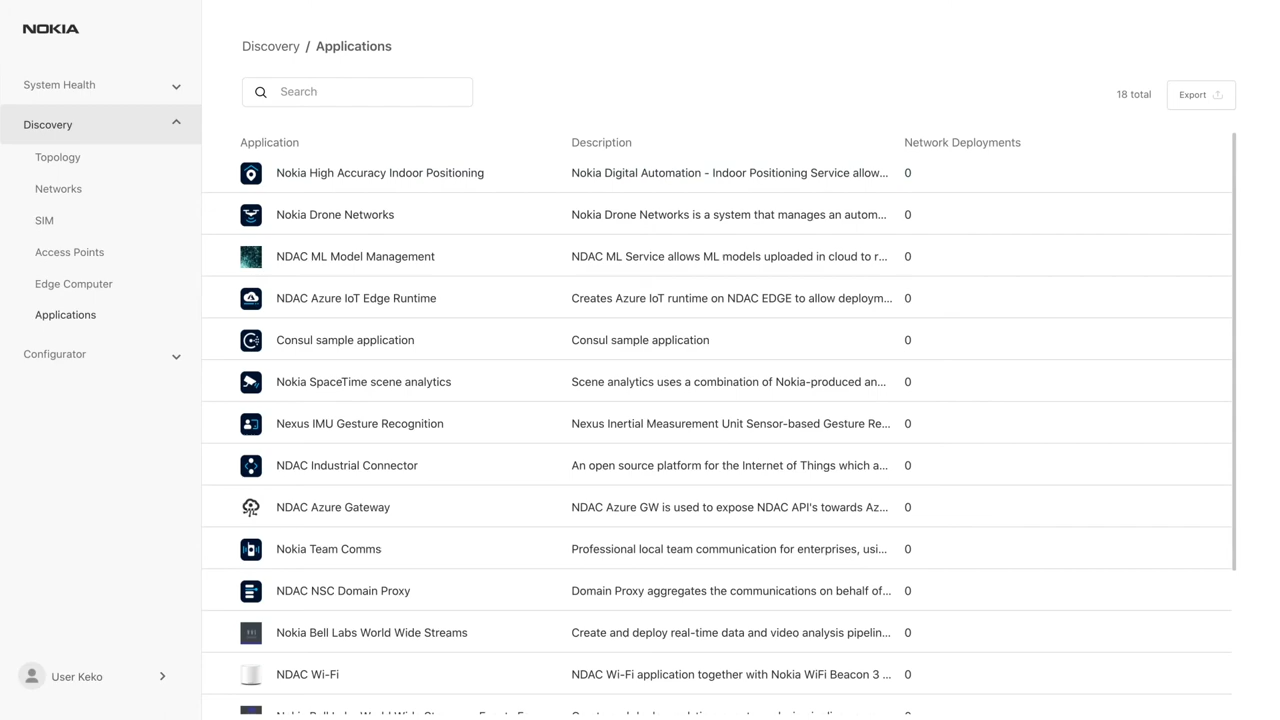 NOKIA
System Health
Discovery
Topology
Networks
SIM
Access Points
Edge Computer
Applications
Configurator
User Keko
Discovery / Applications
Search
18 total
Export
Application Description Network Deployments
Nokia High Accuracy Indoor Positioning Nokia Digital Automation - Indoor Positioning Service allow... 0
Nokia Drone Networks Nokia Drone Networks is a system that manages an autom... 0
NDAC ML Model Management NDAC ML Service allows ML models uploaded in cloud to r... 0
NDAC Azure IoT Edge Runtime Creates Azure IoT runtime on NDAC EDGE to allow deploym... 0
Consul sample application Consul sample application 0
Nokia SpaceTime scene analytics Scene analytics uses a combination of Nokia-produced an... 0
Nexus IMU Gesture Recognition Nexus Inertial Measurement Unit Sensor-based Gesture Re... 0
NDAC Industrial Connector An open source platform for the Internet of Things which a... 0
NDAC Azure Gateway NDAC Azure GW is used to expose NDAC API's towards Az... 0
Nokia Team Comms Professional local team communication for enterprises, usi... 0
NDAC NSC Domain Proxy Domain Proxy aggregates the communications on behalf of... 0
Nokia Bell Labs World Wide Streams Create and deploy real-time data and video analysis pipelin... 0
NDAC Wi-Fi NDAC Wi-Fi application together with Nokia WiFi Beacon 3 ... 0